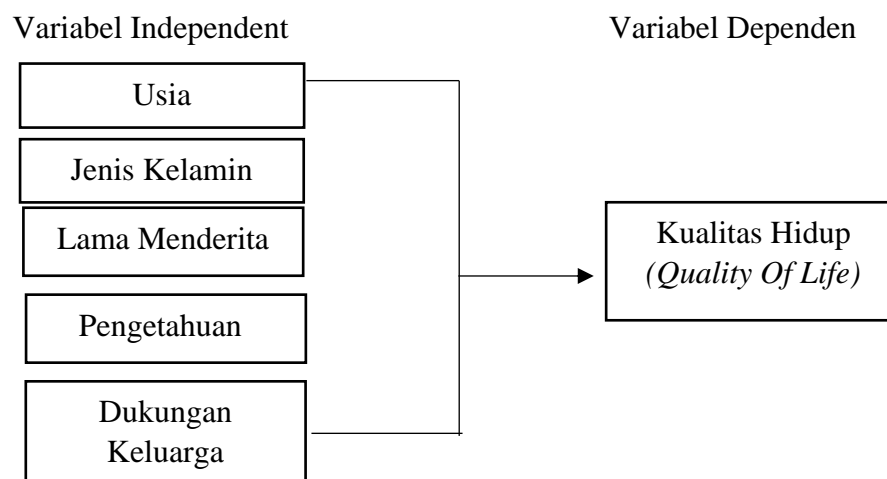 Variabel Independent
Variabel Dependen
Usia
Jenis Kelamin
Lama Menderita
Pengetahuan
Dukungan
Keluarga
Kualitas Hidup
(Quality Of Life)